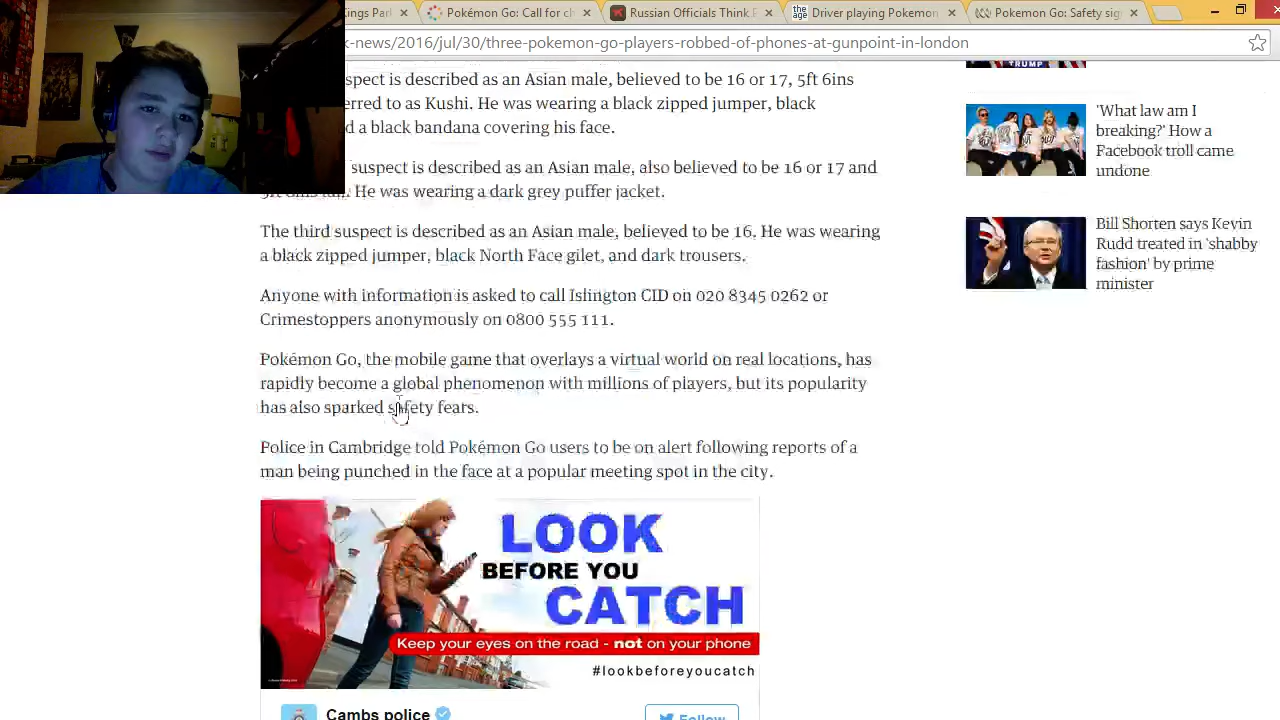 ings Park
Pokémon Go: Call for cl
Russian Officials Think P
the age Driver playing Pokemon
Pokemon Go: Safety sig
k-news/2016/jul/30/three-pokemon-go-players-robbed-of-phones-at-gunpoint-in-london
TRUMP
suspect is described as an Asian male, believed to be 16 or 17, 5ft 6ins
erred to as Kushi. He was wearing a black zipped jumper, black
d a black bandana covering his face.
suspect is described as an Asian male, also believed to be 16 or 17 and
He was wearing a dark grey puffer jacket.
The third suspect is described as an Asian male, believed to be 16. He was wearing
a black zipped jumper, black North Face gilet, and dark trousers.
Anyone with information is asked to call Islington CID on 020 8345 0262 or
Crimestoppers anonymously on 0800 555 111.
Pokémon Go, the mobile game that overlays a virtual world on real locations, has
rapidly become a global phenomenon with millions of players, but its popularity
has also sparked safety fears.
Police in Cambridge told Pokémon Go users to be on alert following reports of a
man being punched in the face at a popular meeting spot in the city.
LOOK
BEFORE YOU
CATCH
Keep your eyes on the road - not on your phone
#lookbeforeyoucatch
Cambs police
Follow
'What law am I
breaking?' How a
Facebook troll came
undone
Bill Shorten says Kevin
Rudd treated in 'shabby
fashion' by prime
minister